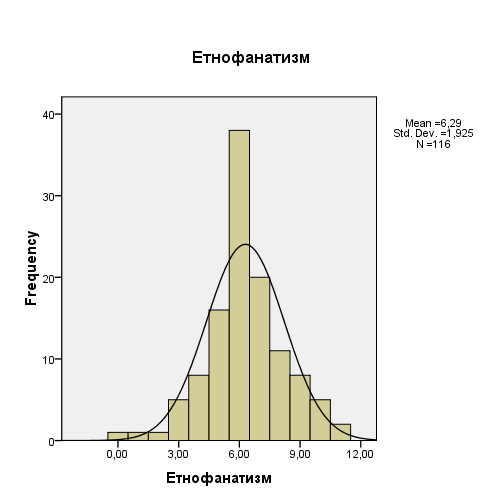 Етнофанатизм
Mean =6,29
Std. Dev. =1,925
N =116
Frequency
40
30
20
10
0
0,00 3,00 6,00 9,00 12,00
Етнофанатизм